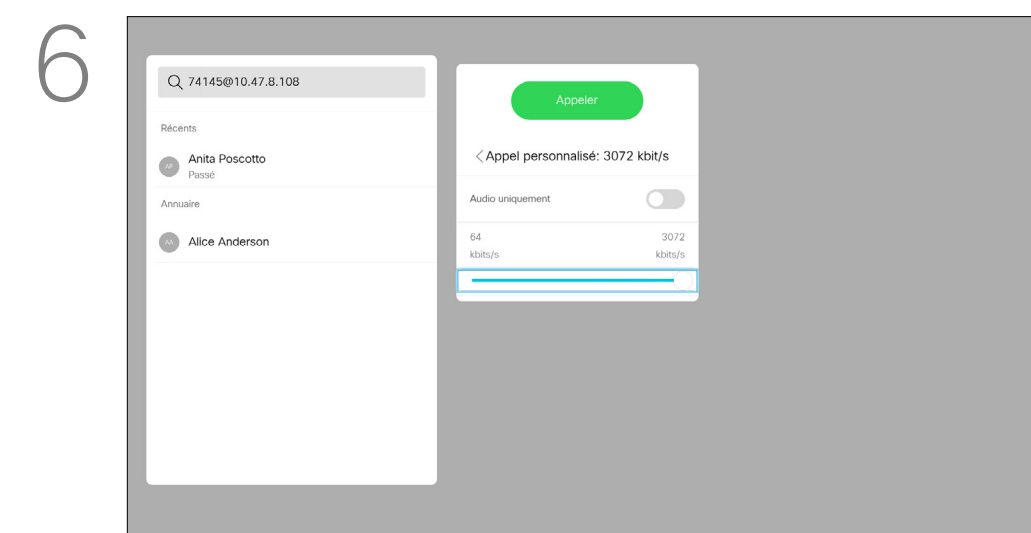 6
74145@10.47.8.108
Récents
AP
Anita Poscotto
Passé
Annuaire
AA
Alice Anderson
Appeler
Appel personnalisé: 3072 kbit/s
Audio uniquement
64 3072
kbits/s kbits/s